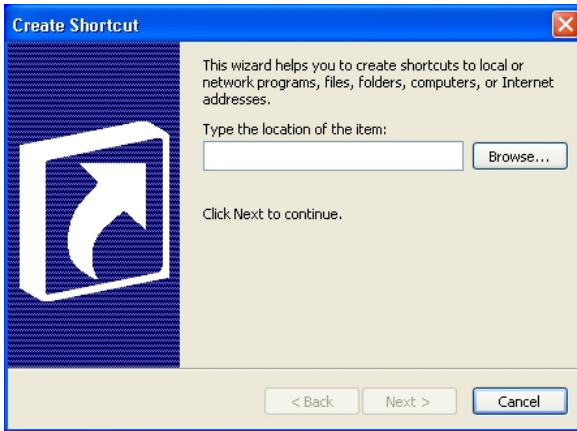 Create Shortcut
This wizard helps you to create shortcuts to local or
network programs, files, folders, computers, or Internet
addresses.
Type the location of the item:
Browse...
Click Next to continue.
< Back
Next >
Cancel